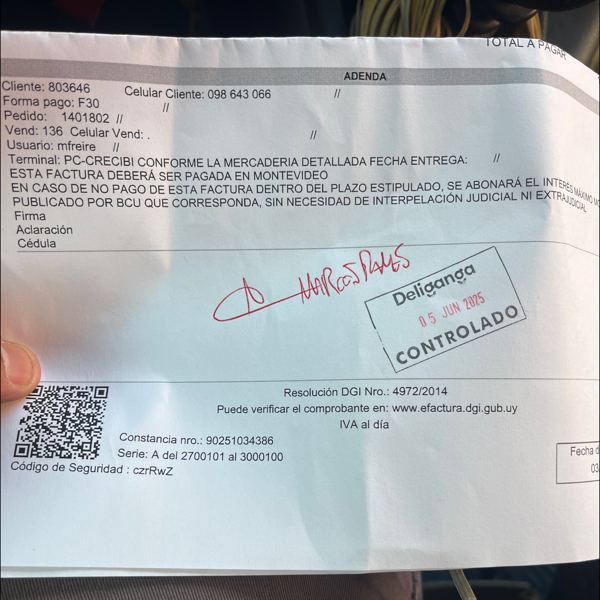 TOTAL A PAGAR
ADENDA
Cliente: 803646 Celular Cliente: 098 643 066 //
Forma pago: F30 //
Pedido: 1401802 //
Vend: 136 Celular Vend: . //
Usuario: mfreire //
Terminal: PC-CRECIBI CONFORME LA MERCADERIA DETALLADA FECHA ENTREGA: //
ESTA FACTURA DEBERÁ SER PAGADA EN MONTEVIDEO
EN CASO DE NO PAGO DE ESTA FACTURA DENTRO DEL PLAZO ESTIPULADO, SE ABONARÁ EL INTERÉS MÁXIMO MO
PUBLICADO POR BCU QUE CORRESPONDA, SIN NECESIDAD DE INTERPELACIÓN JUDICIAL NI EXTRAJUDICIAL
Firma
Aclaración
Cédula
MARCOS
Deliganga
05 JUN 2025
CONTROLADO
Resolución DGI Nro.: 4972/2014
Puede verificar el comprobante en: www.efactura.dgi.gub.uy
IVA al día
Constancia nro.: 90251034386
Serie: A del 2700101 al 3000100
Código de Seguridad : czrRwZ
Fecha d
03